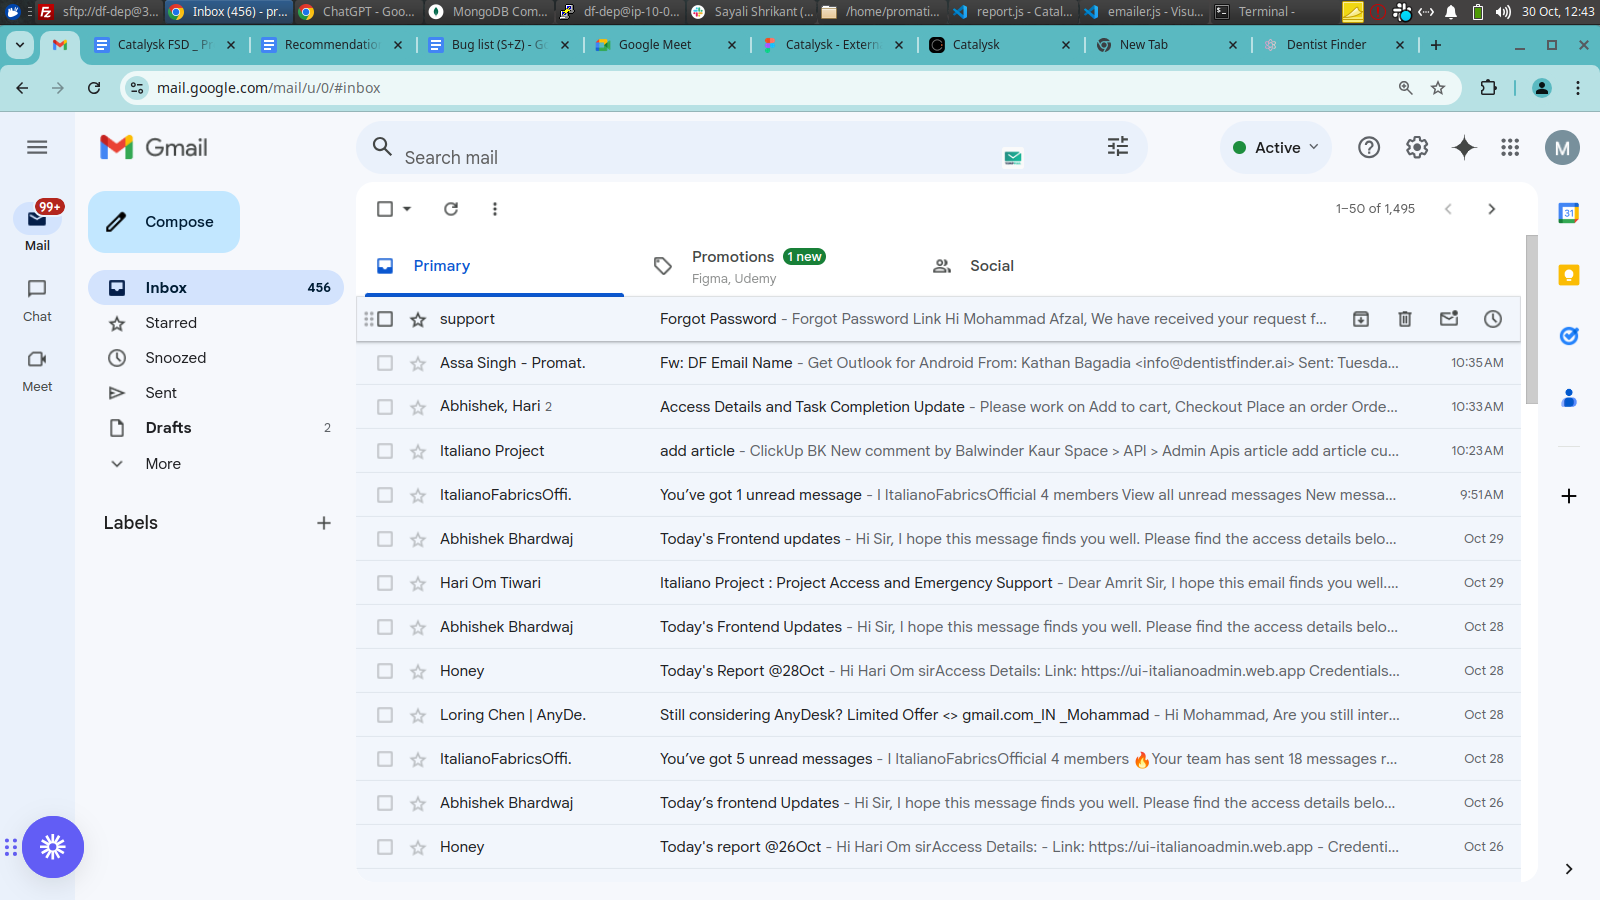 sftp://df-dep@3...
Inbox (456) - pr...
ChatGPT - Goo...
MongoDB Com...
df-dep@ip-10-0...
Sayali Shrikant (...
/home/promati...
report.js - Catal...
emailer.js - Visu...
Terminal -
30 Oct, 12:43
Catalysk FSD _ P
Recommendatio
Bug list (S+Z) - G
Google Meet
Catalysk - Extern
Catalysk
New Tab
Dentist Finder
mail.google.com/mail/u/0/#inbox
Gmail
Search mail
Active
M
99+
Mail
Chat
Meet
Compose
Inbox 456
Starred
Snoozed
Sent
Drafts 2
More
Labels
1–50 of 1,495
Primary
Promotions 1 new
Figma, Udemy
Social
support Forgot Password - Forgot Password Link Hi Mohammad Afzal, We have received your request f...
Assa Singh - Promat. Fw: DF Email Name - Get Outlook for Android From: Kathan Bagadia <info@dentistfinder.ai> Sent: Tuesda... 10:35 AM
Abhishek, Hari 2 Access Details and Task Completion Update - Please work on Add to cart, Checkout Place an order Orde... 10:33 AM
Italiano Project add article - ClickUp BK New comment by Balwinder Kaur Space > API > Admin Apis article add article cu... 10:23 AM
ItalianoFabricsOffi. You’ve got 1 unread message - I ItalianoFabricsOfficial 4 members View all unread messages New messa... 9:51 AM
Abhishek Bhardwaj Today's Frontend updates - Hi Sir, I hope this message finds you well. Please find the access details belo... Oct 29
Hari Om Tiwari Italiano Project : Project Access and Emergency Support - Dear Amrit Sir, I hope this email finds you well.... Oct 29
Abhishek Bhardwaj Today's Frontend Updates - Hi Sir, I hope this message finds you well. Please find the access details belo... Oct 28
Honey Today's Report @28Oct - Hi Hari Om sirAccess Details: Link: https://ui-italianoadmin.web.app Credentials... Oct 28
Loring Chen | AnyDe. Still considering AnyDesk? Limited Offer <> gmail.com_IN _Mohammad - Hi Mohammad, Are you still inter... Oct 28
ItalianoFabricsOffi. You’ve got 5 unread messages - I ItalianoFabricsOfficial 4 members 🔥Your team has sent 18 messages r... Oct 28
Abhishek Bhardwaj Today’s frontend Updates - Hi Sir, I hope this message finds you well. Please find the access details belo... Oct 26
Honey Today's report @26Oct - Hi Hari Om sirAccess Details: - Link: https://ui-italianoadmin.web.app - Credenti... Oct 26
31